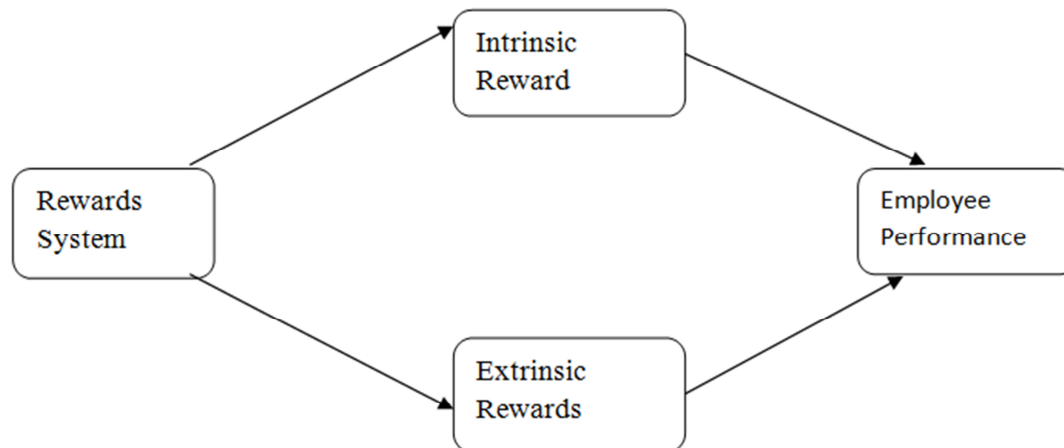 Intrinsic
Reward
Rewards
System
Employee
Performance
Extrinsic
Rewards